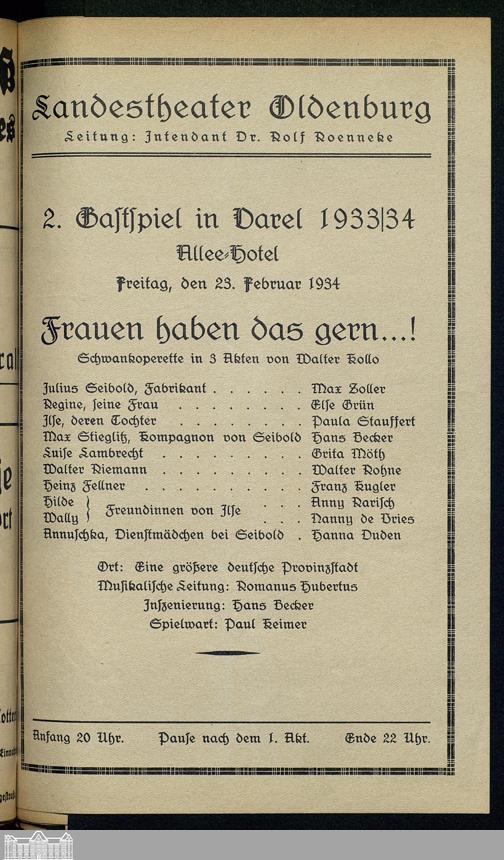 Landestheater Oldenburg
Leitung: Intendant Dr. Rolf Roenneke
2. Gastspiel in Varel 1933|34
Allee-Hotel
Freitag, den 23. Februar 1934
Frauen haben das gern...!
Schwankoperette in 3 Akten von Walter Kollo
Julius Seibold, Fabrikant . . . . . . Max Zoller
Regine, seine Frau . . . . . . . . Else Grün
Ilse, deren Tochter . . . . . . . . Paula Stauffert
Max Stieglitz, Kompagnon von Seibold Hans Becker
Luise Lambrecht . . . . . . . . . Grita Möth
Walter Riemann . . . . . . . . . Walter Rohne
Heinz Fellner . . . . . . . . . . Franz Kugler
Hilde } Freundinnen von Ilse . . . Anny Rarisch
Wally } . . . Nanny de Vries
Annuschka, Dienstmädchen bei Seibold . Hanna Duden
Ort: Eine größere deutsche Provinzstadt
Musikalische Leitung: Romanus Hubertus
Inszenierung: Hans Becker
Spielwart: Paul Keimer
Anfang 20 Uhr. Pause nach dem 1. Akt. Ende 22 Uhr.